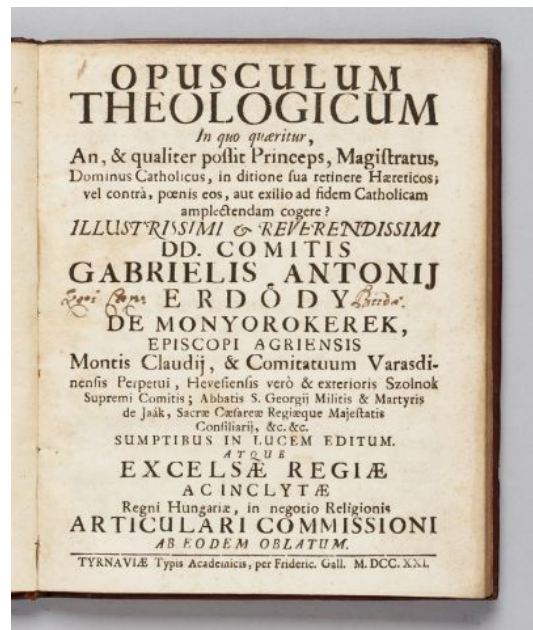 OPUSCULUM
THEOLOGICUM
In quo quæritur,
An, & qualiter poſſit Princeps, Magiſtratus,
Dominus Catholicus, in ditione ſua retinere Hæreticos;
vel contrà, pœnis eos, aut exilio ad fidem Catholicam
amplectendam cogere?
ILLUSTRISSIMI & REVERENDISSIMI
DD. COMITIS
GABRIELIS ANTONIJ
ERDÖDY
DE MONYOROKEREK,
EPISCOPI AGRIENSIS
Montis Claudij, & Comitatuum Varasdi-
nenſis Perpetui, Heveſienſis verò & exterioris Szolnok
Supremi Comitis; Abbatis S. Georgij Militis & Martyris
de Jaák, Sacræ Cæſareæ Regiæque Majeſtatis
Conſiliarij, &c. &c.
SUMPTIBUS IN LUCEM EDITUM.
ATQUE
EXCELSÆ REGIÆ
AC INCLYTÆ
Regni Hungariæ, in negotio Religionis
ARTICULARI COMMISSIONI
AB EODEM OBLATUM.
TYRNAVIÆ Typis Academicis, per Frideric. Gall. M. DCC. XXI.